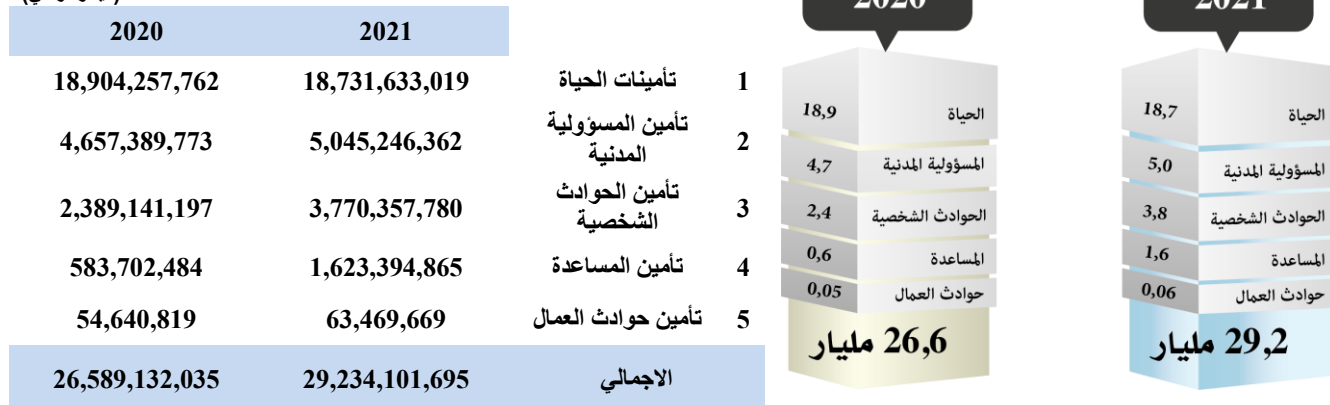 2021 2020
1 تأمينات الحياة 18,731,633,019 18,904,257,762
2 تأمين المسؤولية المدنية 5,045,246,362 4,657,389,773
3 تأمين الحوادث الشخصية 3,770,357,780 2,389,141,197
4 تأمين المساعدة 1,623,394,865 583,702,484
5 تأمين حوادث العمال 63,469,669 54,640,819
الاجمالي 29,234,101,695 26,589,132,035
2021
الحياة 18,7
المسؤولية المدنية 5,0
الحوادث الشخصية 3,8
المساعدة 1,6
حوادث العمال 0,06
29,2 مليار
2020
الحياة 18,9
المسؤولية المدنية 4,7
الحوادث الشخصية 2,4
المساعدة 0,6
حوادث العمال 0,05
26,6 مليار